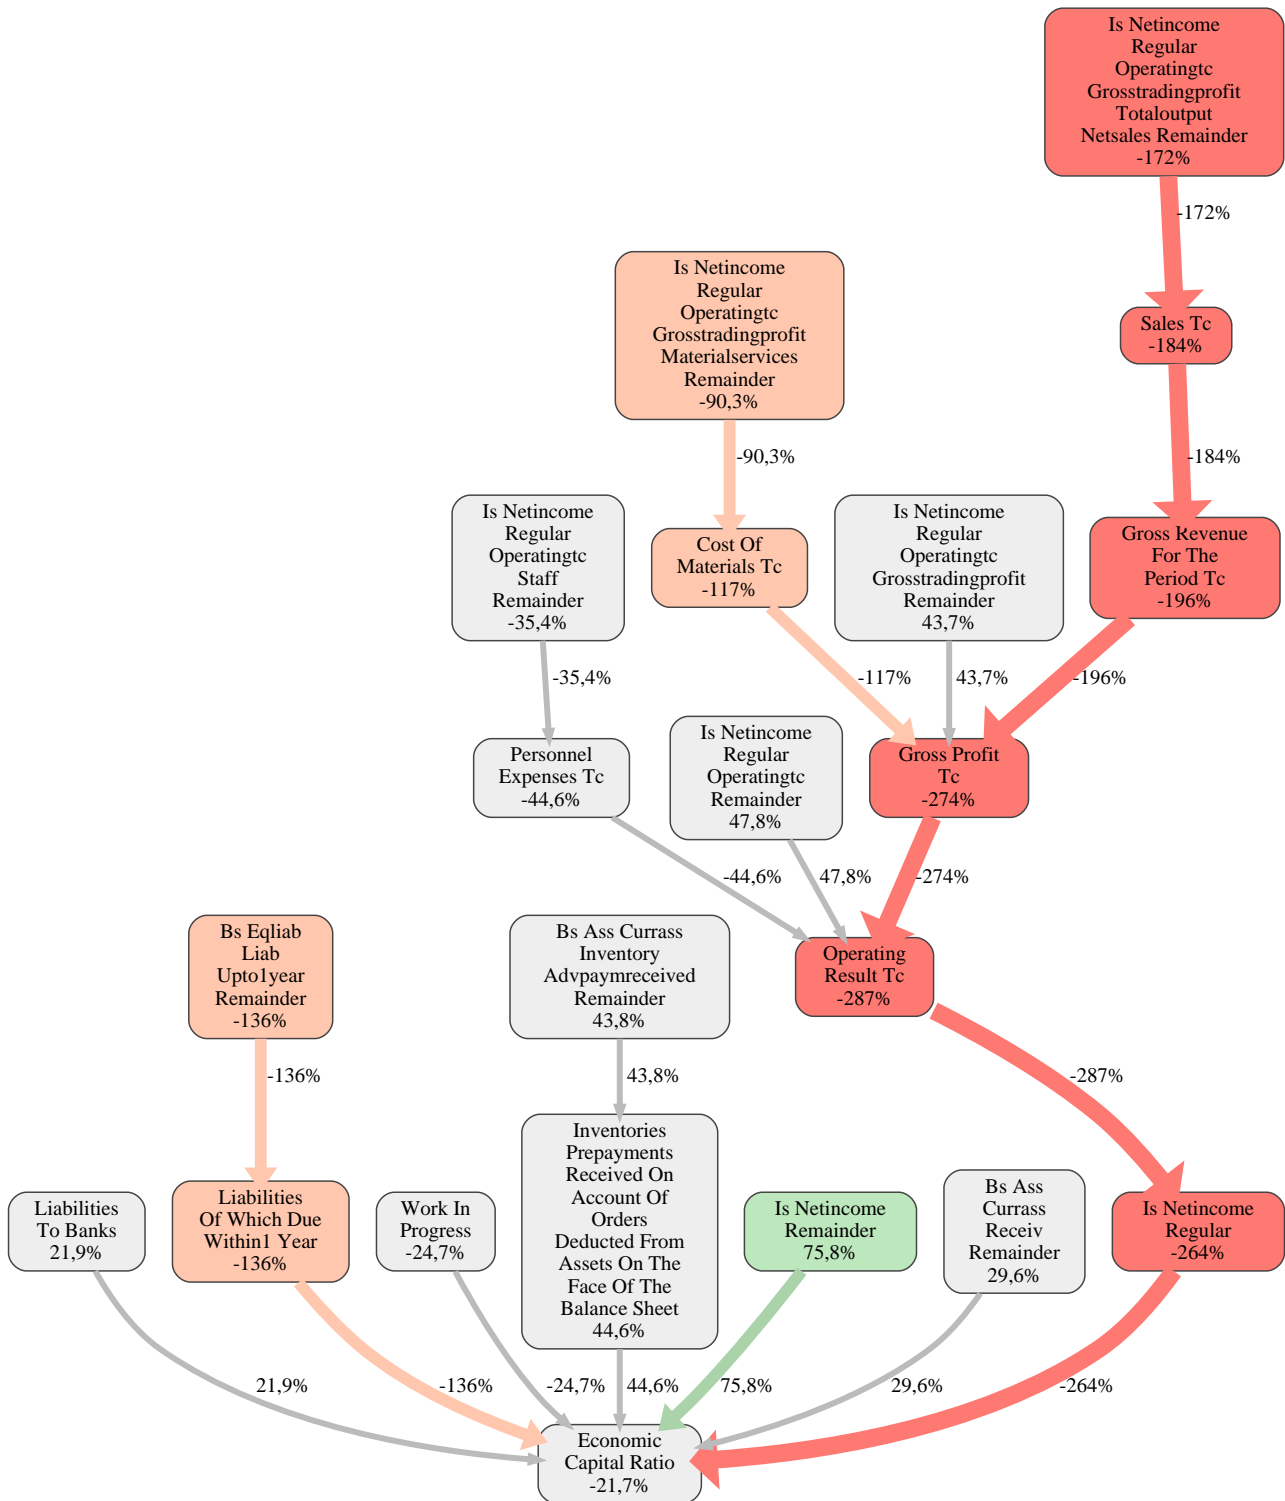 Is Netincome
Regular
Operatingtc
Grosstradingprofit
Totaloutput
Netsales Remainder
-172%
-172%
Is Netincome
Regular
Operatingtc
Grosstradingprofit
Materialservices
Remainder
-90,3%
Sales Tc
-184%
-90,3%
-184%
Is Netincome
Regular
Operatingtc
Staff
Remainder
-35,4%
Cost Of
Materials Tc
-117%
Is Netincome
Regular
Operatingtc
Grosstradingprofit
Remainder
43,7%
Gross Revenue
For The
Period Tc
-196%
-35,4%
-117%
43,7%
-196%
Personnel
Expenses Tc
-44,6%
Is Netincome
Regular
Operatingtc
Remainder
47,8%
Gross Profit
Tc
-274%
-44,6%
47,8%
-274%
Bs Eqliab
Liab
Upto1year
Remainder
-136%
Bs Ass Currass
Inventory
Advpaymreceived
Remainder
43,8%
Operating
Result Tc
-287%
-136%
43,8%
-287%
Liabilities
To Banks
21,9%
Liabilities
Of Which Due
Within1 Year
-136%
Work In
Progress
-24,7%
Inventories
Prepayments
Received On
Account Of
Orders
Deducted From
Assets On The
Face Of The
Balance Sheet
44,6%
Is Netincome
Remainder
75,8%
Bs Ass
Currass
Receiv
Remainder
29,6%
Is Netincome
Regular
-264%
21,9%
-136%
-24,7%
44,6%
75,8%
29,6%
-264%
Economic
Capital Ratio
-21,7%